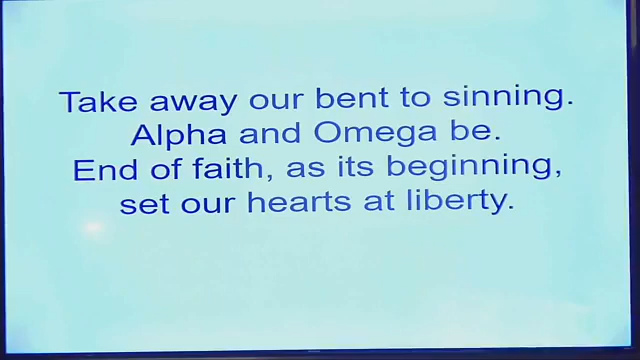 Take away our bent to sinning.
Alpha and Omega be.
End of faith, as its beginning,
set our hearts at liberty.